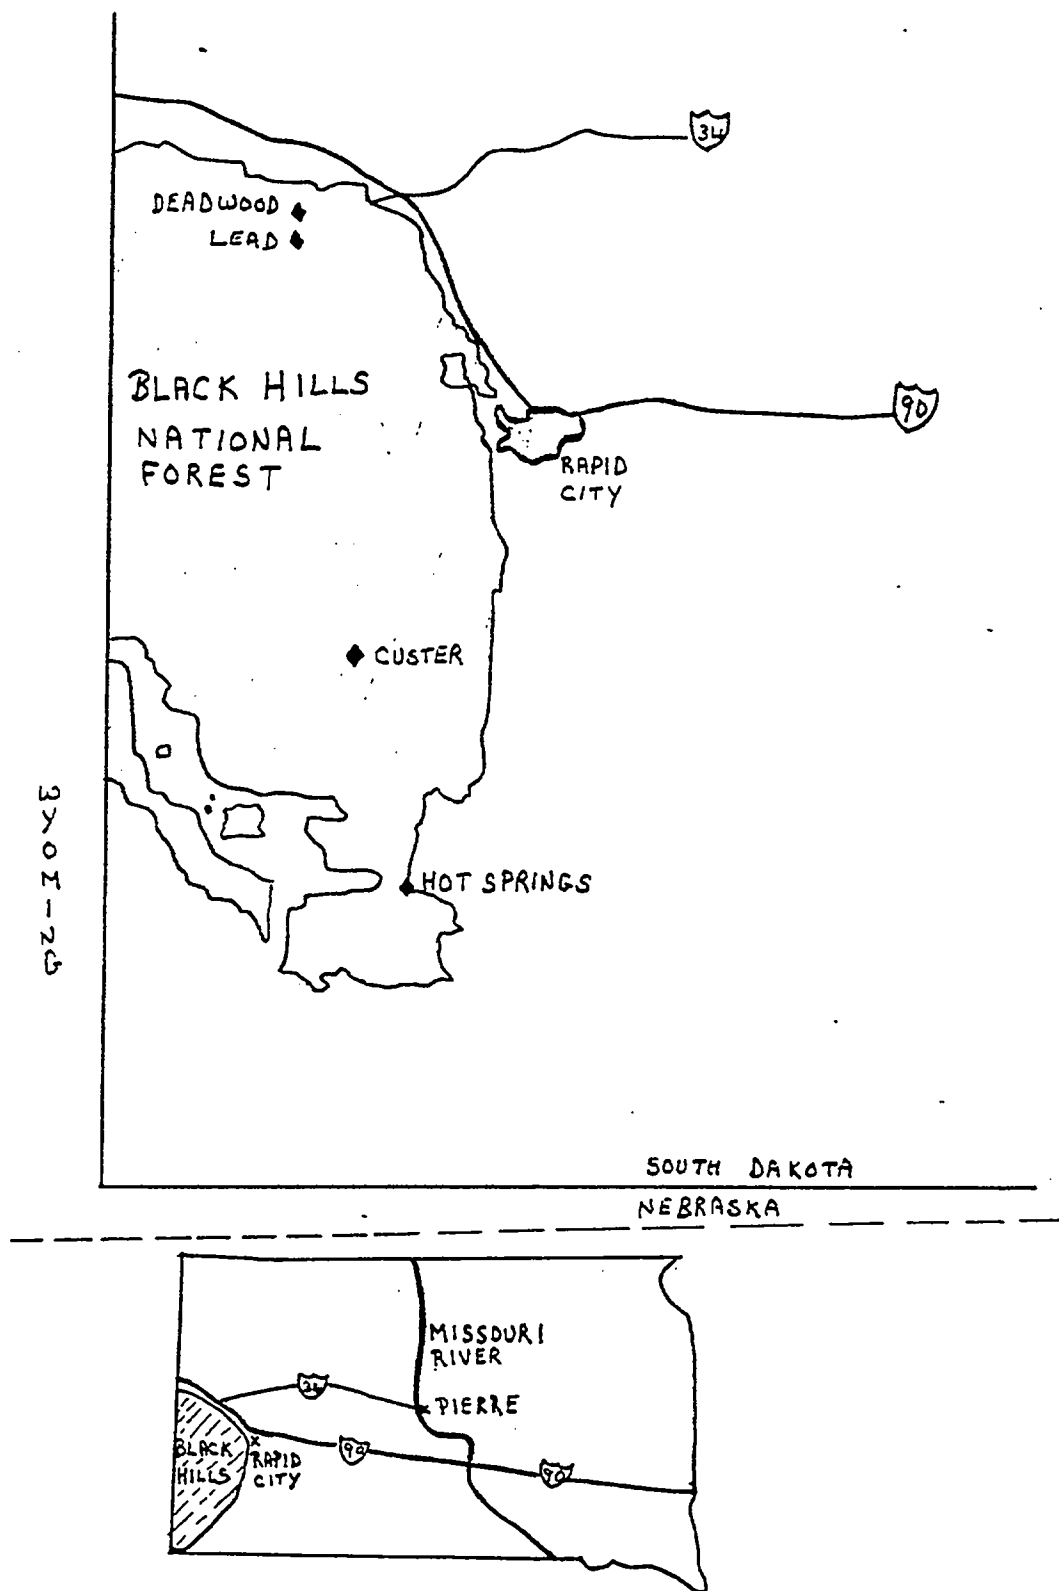 34
DEADWOOD
LEAD
BLACK HILLS
NATIONAL
FOREST
90
RAPID
CITY
CUSTER
WYOMING
HOT SPRINGS
SOUTH DAKOTA
NEBRASKA
MISSOURI
RIVER
34
PIERRE
BLACK
HILLS
RAPID
CITY
90
90